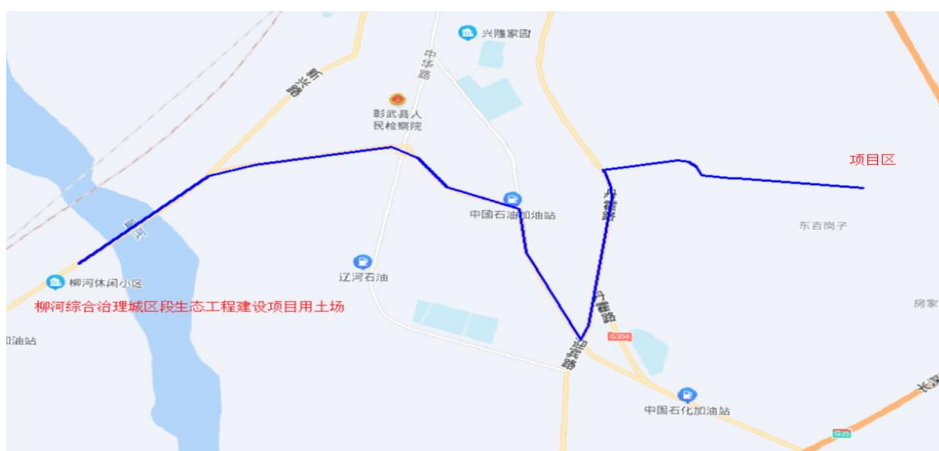 兴隆家园
中华路
新兴路
彰武县人
民检察院
项目区
中国石油加油站
东吉岗子
辽河石油
柳河休闲小区
柳河综合治理城区段生态工程建设项目用土场
房家
加油站
G304
中国石化加油站
G25